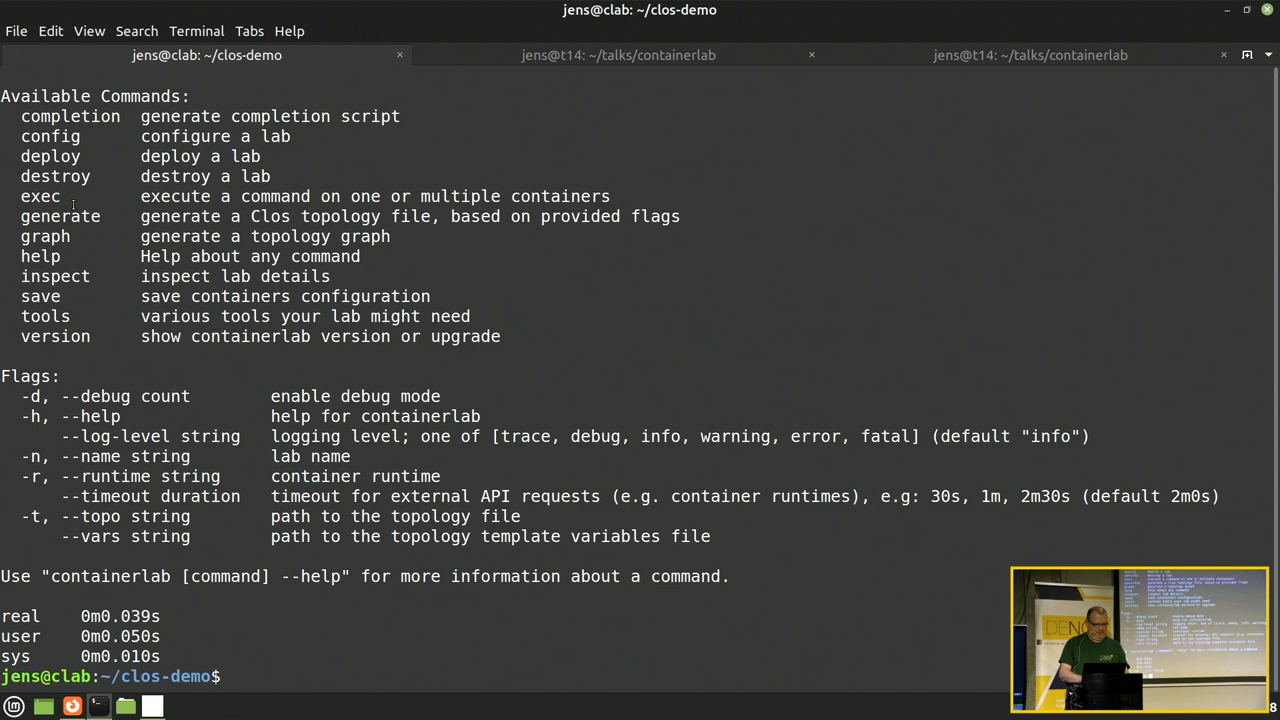 jens@clab: ~/clos-demo
File Edit View Search Terminal Tabs Help
jens@clab: ~/clos-demo × jens@t14: ~/talks/containerlab × jens@t14: ~/talks/containerlab ×
Available Commands:
completion generate completion script
config configure a lab
deploy deploy a lab
destroy destroy a lab
exec execute a command on one or multiple containers
generate generate a Clos topology file, based on provided flags
graph generate a topology graph
help Help about any command
inspect inspect lab details
save save containers configuration
tools various tools your lab might need
version show containerlab version or upgrade
Flags:
-d, --debug count enable debug mode
-h, --help help for containerlab
--log-level string logging level; one of [trace, debug, info, warning, error, fatal] (default "info")
-n, --name string lab name
-r, --runtime string container runtime
--timeout duration timeout for external API requests (e.g. container runtimes), e.g: 30s, 1m, 2m30s (default 2m0s)
-t, --topo string path to the topology file
--vars string path to the topology template variables file
Use "containerlab [command] --help" for more information about a command.
real 0m0.039s
user 0m0.050s
sys 0m0.010s
jens@clab:~/clos-demo$